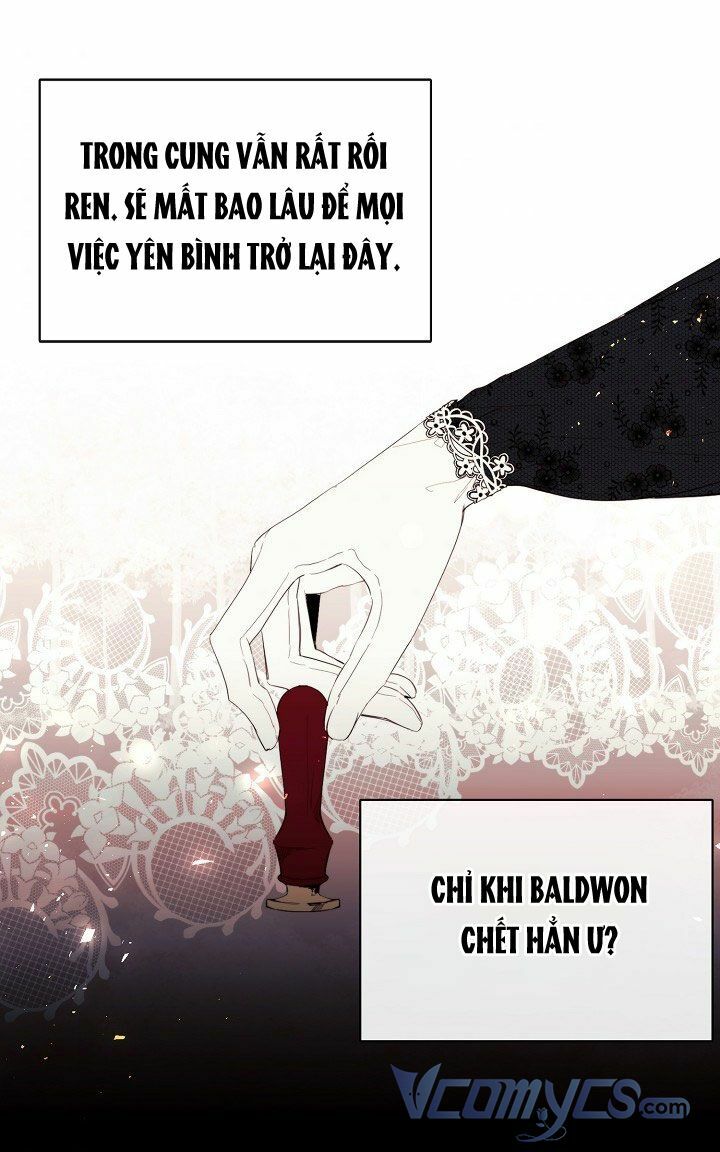 TRONG CUNG VẪN RẤT RỐI
REN. SẼ MẤT BAO LÂU ĐỂ MỌI
VIỆC YÊN BÌNH TRỞ LẠI ĐÂY.
CHỈ KHI BALDWON
CHẾT HẲN Ư?
VCOMYCS.com